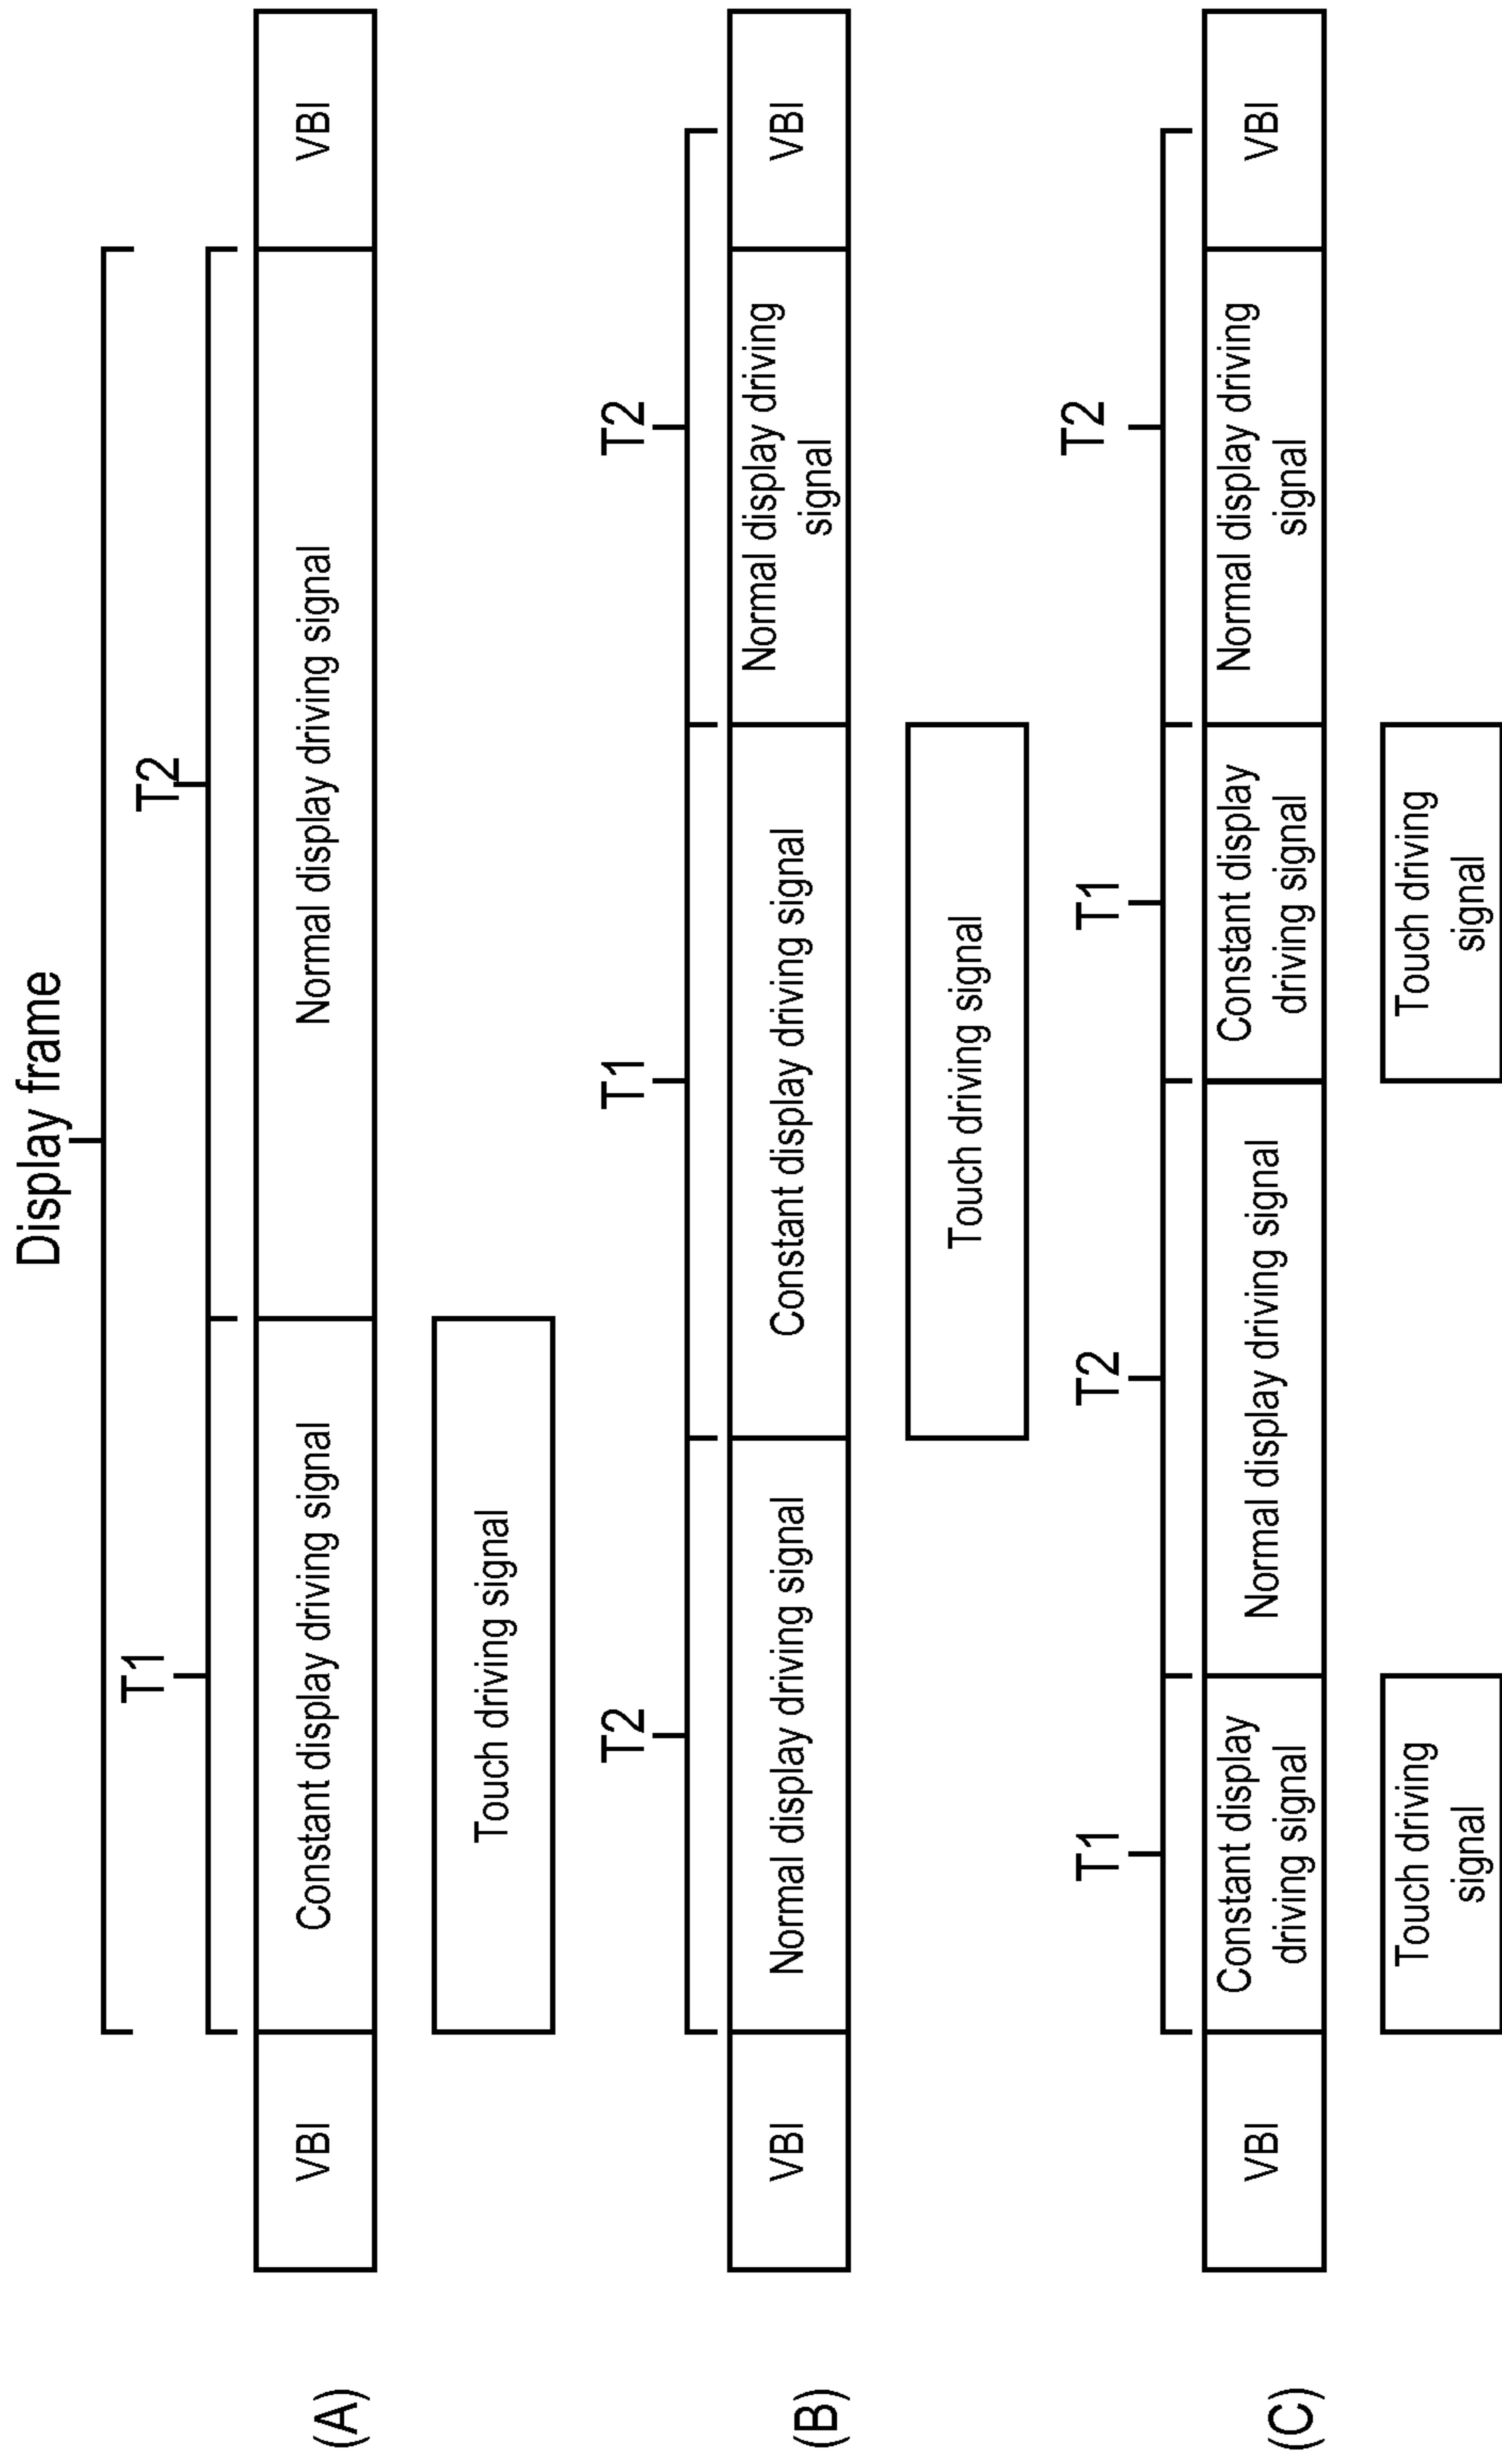 Display frame
T1
T2
(A)
VBI
Constant display driving signal
Normal display driving signal
VBI
Touch driving signal
T2
T1
T2
(B)
VBI
Normal display driving signal
Constant display driving signal
Normal display driving
signal
VBI
Touch driving signal
T1
T2
T1
T2
(C)
VBI
Constant display
driving signal
Normal display driving signal
Constant display
driving signal
Normal display driving
signal
VBI
Touch driving
signal
Touch driving
signal